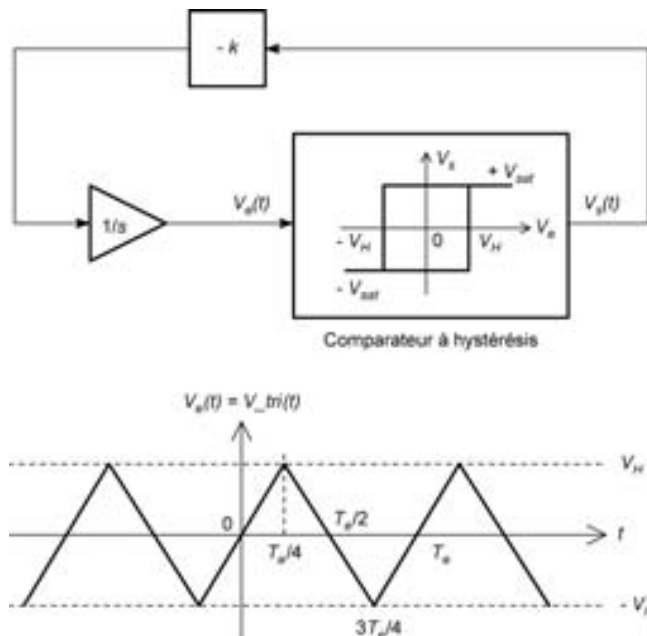 - k
1/s
V_e(t)
V_s
+ V_sat
- V_H
0
V_H
V_e
- V_sat
V_s(t)
Comparateur à hystérésis
V_e(t) = V_tri(t)
V_H
0
T_e/4
T_e/2
T_e
t
3T_e/4